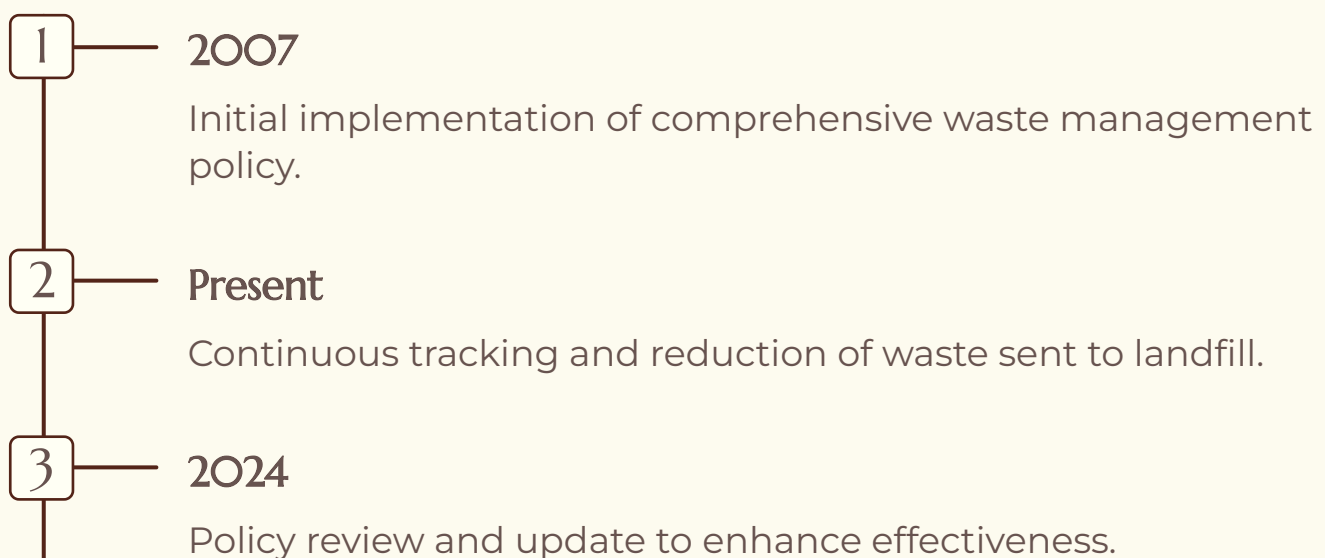 1
2007
Initial implementation of comprehensive waste management
policy.
2
Present
Continuous tracking and reduction of waste sent to landfill.
3
2024
Policy review and update to enhance effectiveness.